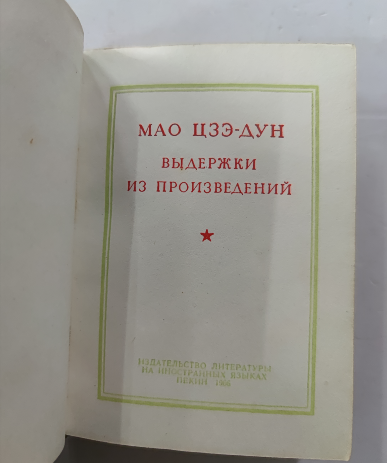 МАО ЦЗЭ-ДУН
ВЫДЕРЖКИ
ИЗ ПРОИЗВЕДЕНИЙ
ИЗДАТЕЛЬСТВО ЛИТЕРАТУРЫ
НА ИНОСТРАННЫХ ЯЗЫКАХ
ПЕКИН